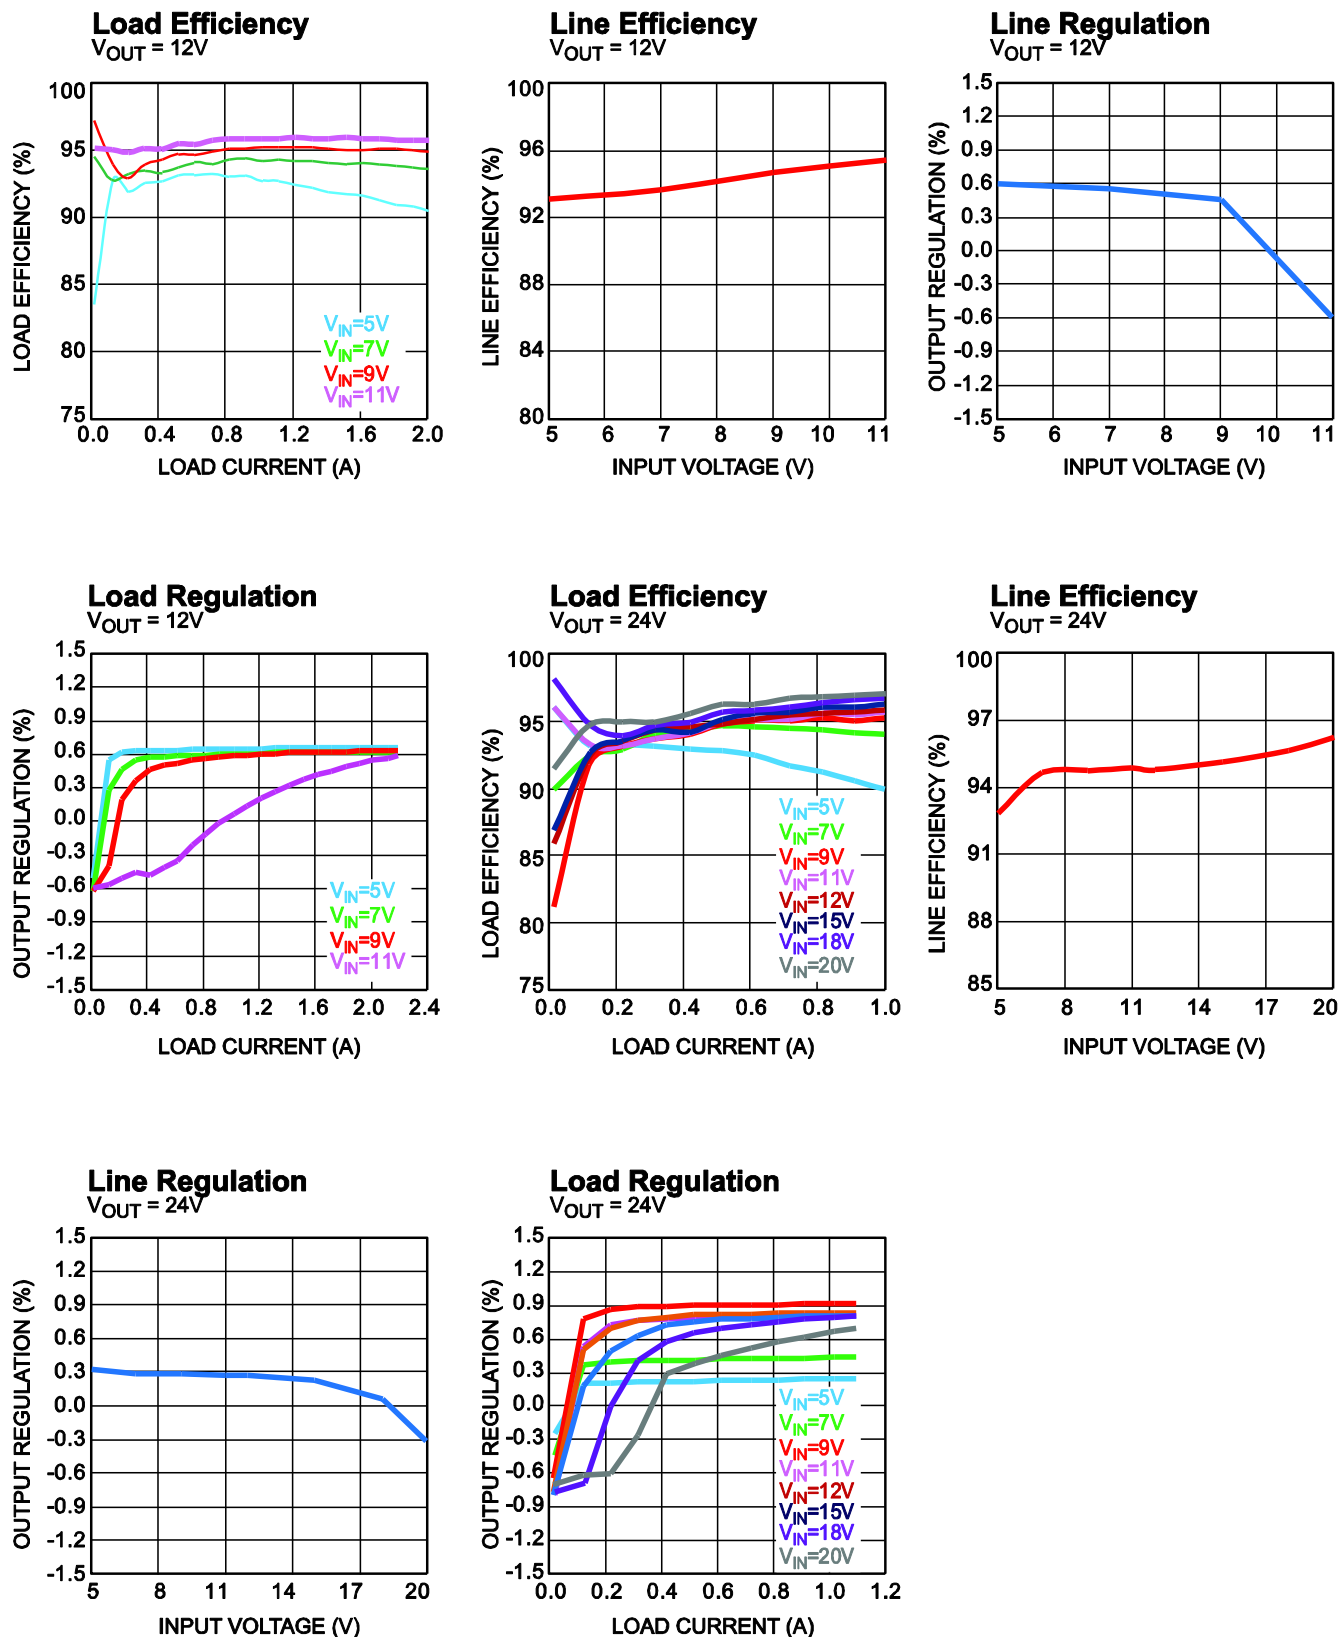 Load Efficiency
VOUT = 12V
100
95
90
85
80
75
LOAD EFFICIENCY (%)
VIN=5V
VIN=7V
VIN=9V
VIN=11V
0.0 0.4 0.8 1.2 1.6 2.0
LOAD CURRENT (A)
Line Efficiency
VOUT = 12V
100
96
92
88
84
80
LINE EFFICIENCY (%)
5 6 7 8 9 10 11
INPUT VOLTAGE (V)
Line Regulation
VOUT = 12V
1.5
1.2
0.9
0.6
0.3
0.0
-0.3
-0.6
-0.9
-1.2
-1.5
OUTPUT REGULATION (%)
5 6 7 8 9 10 11
INPUT VOLTAGE (V)
Load Regulation
VOUT = 12V
1.5
1.2
0.9
0.6
0.3
0.0
-0.3
-0.6
-0.9
-1.2
-1.5
OUTPUT REGULATION (%)
VIN=5V
VIN=7V
VIN=9V
VIN=11V
0.0 0.4 0.8 1.2 1.6 2.0 2.4
LOAD CURRENT (A)
Load Efficiency
VOUT = 24V
100
95
90
85
80
75
LOAD EFFICIENCY (%)
VIN=5V
VIN=7V
VIN=9V
VIN=11V
VIN=12V
VIN=15V
VIN=18V
VIN=20V
0.0 0.2 0.4 0.6 0.8 1.0
LOAD CURRENT (A)
Line Efficiency
VOUT = 24V
100
97
94
91
88
85
LINE EFFICIENCY (%)
5 8 11 14 17 20
INPUT VOLTAGE (V)
Line Regulation
VOUT = 24V
1.5
1.2
0.9
0.6
0.3
0.0
-0.3
-0.6
-0.9
-1.2
-1.5
OUTPUT REGULATION (%)
5 8 11 14 17 20
INPUT VOLTAGE (V)
Load Regulation
VOUT = 24V
1.5
1.2
0.9
0.6
0.3
0.0
-0.3
-0.6
-0.9
-1.2
-1.5
OUTPUT REGULATION (%)
VIN=5V
VIN=7V
VIN=9V
VIN=11V
VIN=12V
VIN=15V
VIN=18V
VIN=20V
0.0 0.2 0.4 0.6 0.8 1.0 1.2
LOAD CURRENT (A)